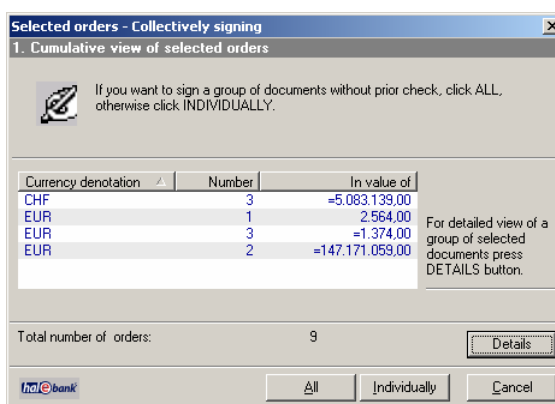 Selected orders - Collectively signing
1. Cumulative view of selected orders
If you want to sign a group of documents without prior check, click ALL,
otherwise click INDIVIDUALLY.
Currency denotation Number In value of
CHF 3 =5.083.139,00
EUR 1 2.564,00
EUR 3 =1.374,00
EUR 2 =147.171.059,00
For detailed view of a
group of selected
documents press
DETAILS button.
Total number of orders: 9
Details
hal e bank All Individually Cancel